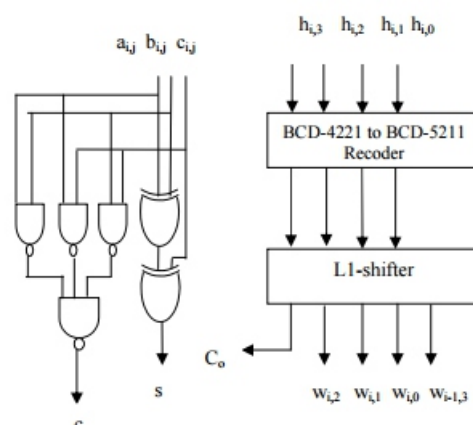 a_{i,j} b_{i,j} c_{i,j}
h_{i,3} h_{i,2} h_{i,1} h_{i,0}
BCD-4221 to BCD-5211
Recoder
L1-shifter
C_o
s
w_{i,2} w_{i,1} w_{i,0} w_{i-1,3}